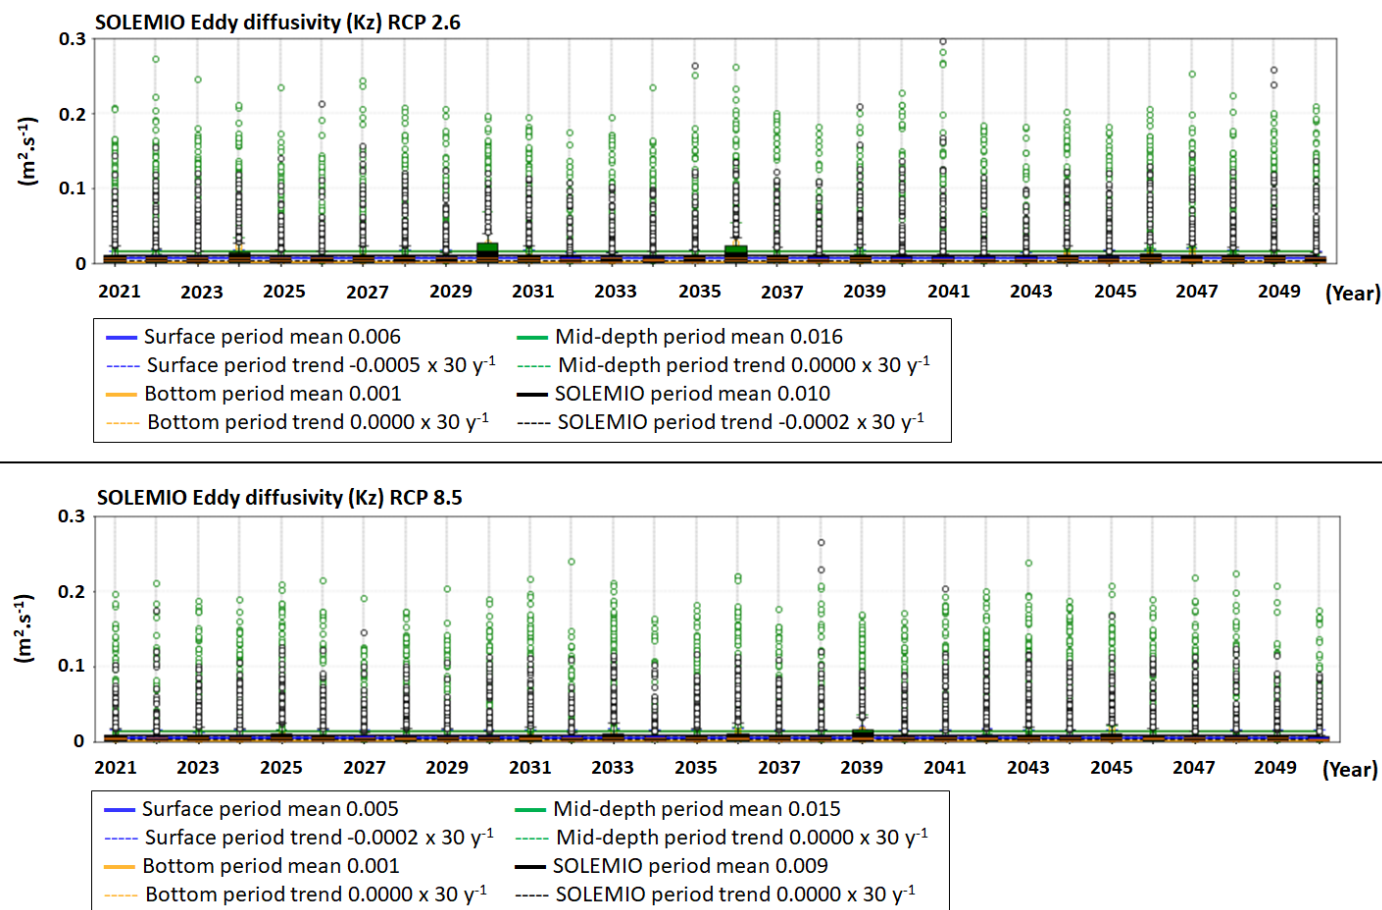 SOLEMIO Eddy diffusivity (Kz) RCP 2.6
0.3
0.2
0.1
0
(m².s⁻¹)
2021 2023 2025 2027 2029 2031 2033 2035 2037 2039 2041 2043 2045 2047 2049 (Year)
Surface period mean 0.006 Mid-depth period mean 0.016
Surface period trend -0.0005 x 30 y⁻¹ Mid-depth period trend 0.0000 x 30 y⁻¹
Bottom period mean 0.001 SOLEMIO period mean 0.010
Bottom period trend 0.0000 x 30 y⁻¹ SOLEMIO period trend -0.0002 x 30 y⁻¹
SOLEMIO Eddy diffusivity (Kz) RCP 8.5
0.3
0.2
0.1
0
(m².s⁻¹)
2021 2023 2025 2027 2029 2031 2033 2035 2037 2039 2041 2043 2045 2047 2049 (Year)
Surface period mean 0.005 Mid-depth period mean 0.015
Surface period trend -0.0002 x 30 y⁻¹ Mid-depth period trend 0.0000 x 30 y⁻¹
Bottom period mean 0.001 SOLEMIO period mean 0.009
Bottom period trend 0.0000 x 30 y⁻¹ SOLEMIO period trend 0.0000 x 30 y⁻¹